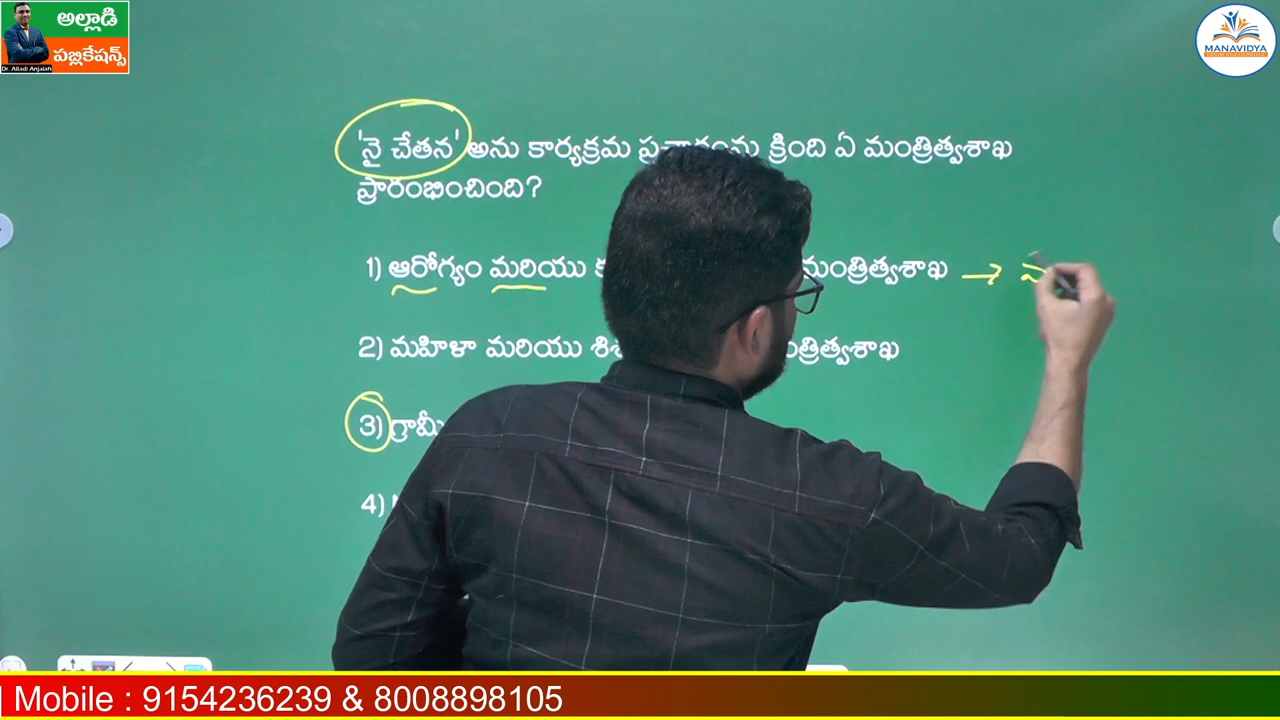 అల్లాడి
పబ్లికేషన్స్
Dr. Alladi Anjaiah
MANAVIDYA
'నై చేతన' అను కార్యక్రమ క్రింది ఏ మంత్రిత్వశాఖ
ప్రారంభించింది?
1) ఆరోగ్యం మరియు మంత్రిత్వశాఖ →
2) మహిళా మరియు
3)
4)
Mobile : 9154236239 & 8008898105